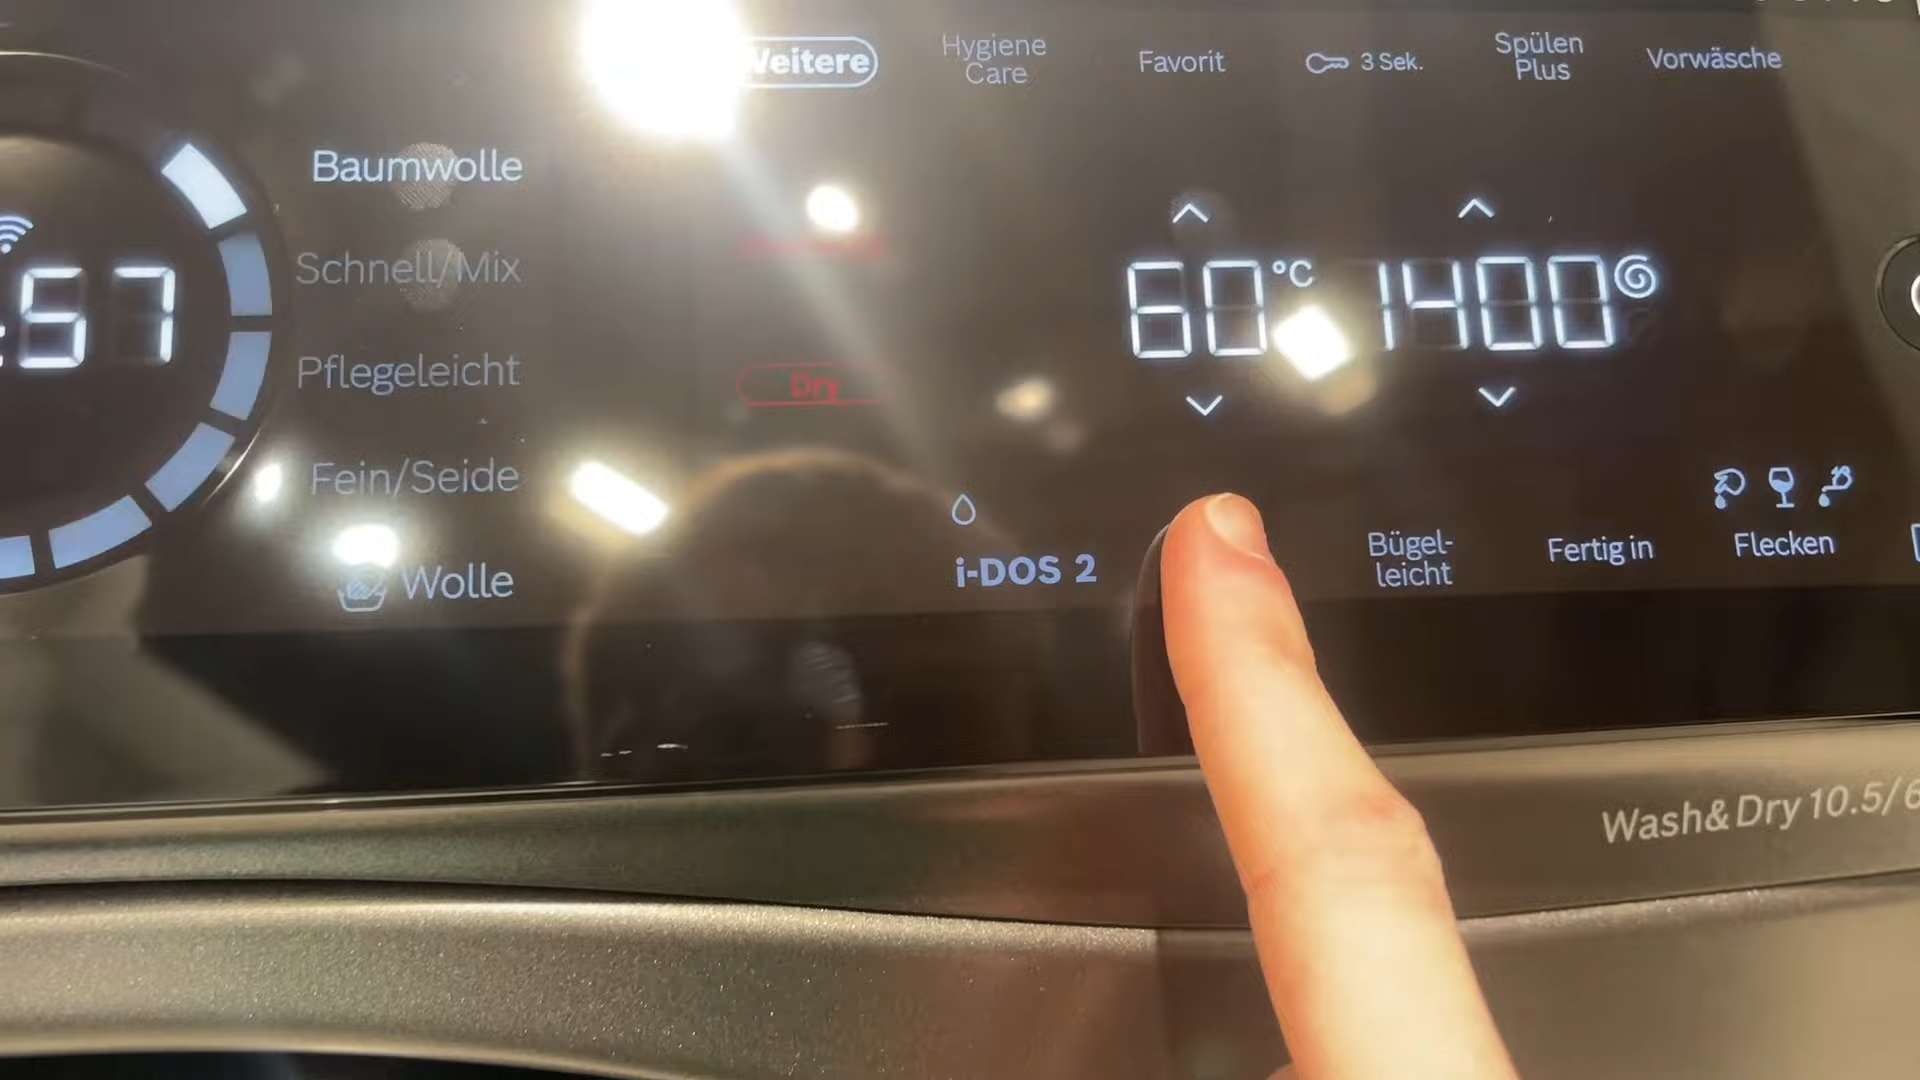 Weitere
Hygiene
Care
Favorit
3 Sek.
Spülen
Plus
Vorwäsche
Baumwolle
Schnell/Mix
Pflegeleicht
Fein/Seide
Wolle
:57
Dry
60 °C
1400
i-DOS 2
Bügel-
leicht
Fertig in
Flecken
Wash&Dry 10.5/6